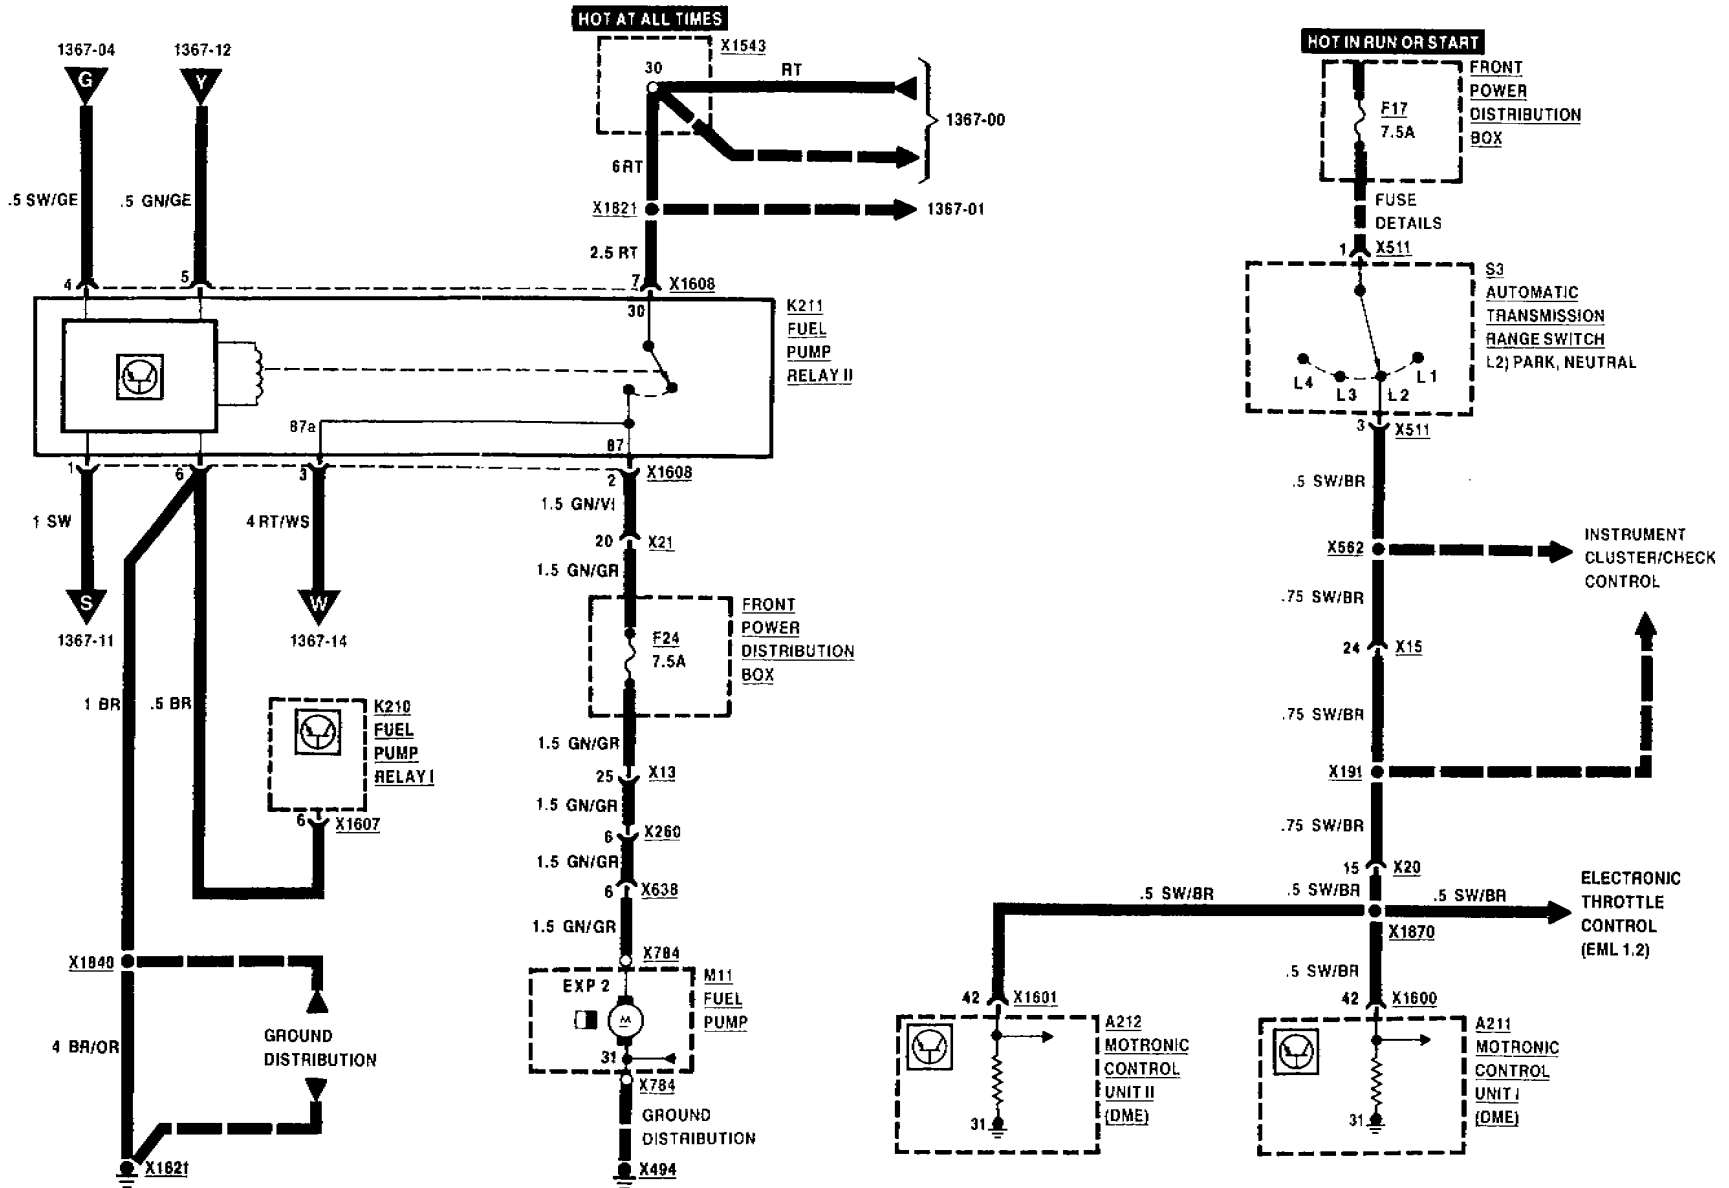 HOT AT ALL TIMES
1367-04
1367-12
X1543
G
Y
30
RT
1367-00
6RT
.5 SW/GE
.5 GN/GE
X1821
1367-01
2.5 RT
4
5
7
X1608
30
K211
FUEL
PUMP
RELAY II
87a
87
1
6
3
2
X1608
1.5 GN/VI
1 SW
4 RT/WS
20
X21
1.5 GN/GR
S
W
1367-11
1367-14
FRONT
POWER
DISTRIBUTION
BOX
F24
7.5A
1 BR
.5 BR
K210
FUEL
PUMP
RELAY I
6
X1607
1.5 GN/GR
25
X13
1.5 GN/GR
6
X260
1.5 GN/GR
6
X638
1.5 GN/GR
X784
X1840
EXP 2
M11
FUEL
PUMP
M
31
X784
GROUND
DISTRIBUTION
4 BR/OR
GROUND
DISTRIBUTION
X1821
X494
HOT IN RUN OR START
FRONT
POWER
DISTRIBUTION
BOX
F17
7.5A
FUSE
DETAILS
1
X511
S3
AUTOMATIC
TRANSMISSION
RANGE SWITCH
L2) PARK, NEUTRAL
L4
L3
L2
L1
3
X511
.5 SW/BR
X562
INSTRUMENT
CLUSTER/CHECK
CONTROL
.75 SW/BR
24
X15
.75 SW/BR
X191
.75 SW/BR
15
X20
.5 SW/BR
.5 SW/BR
.5 SW/BR
ELECTRONIC
THROTTLE
CONTROL
(EML 1.2)
X1870
.5 SW/BR
42
X1601
42
X1600
A212
MOTRONIC
CONTROL
UNIT II
(DME)
31
A211
MOTRONIC
CONTROL
UNIT I
(DME)
31